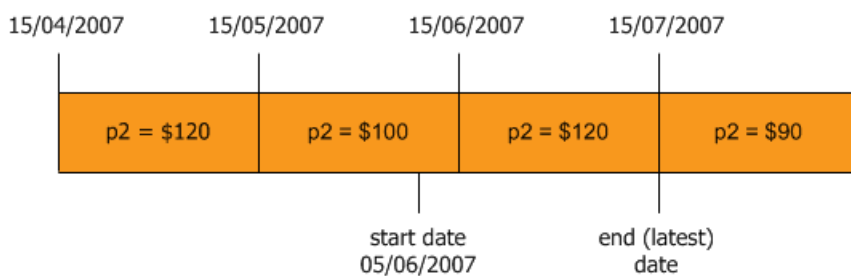 15/04/2007 15/05/2007 15/06/2007 15/07/2007
p2 = $120 p2 = $100 p2 = $120 p2 = $90
start date end (latest)
05/06/2007 date